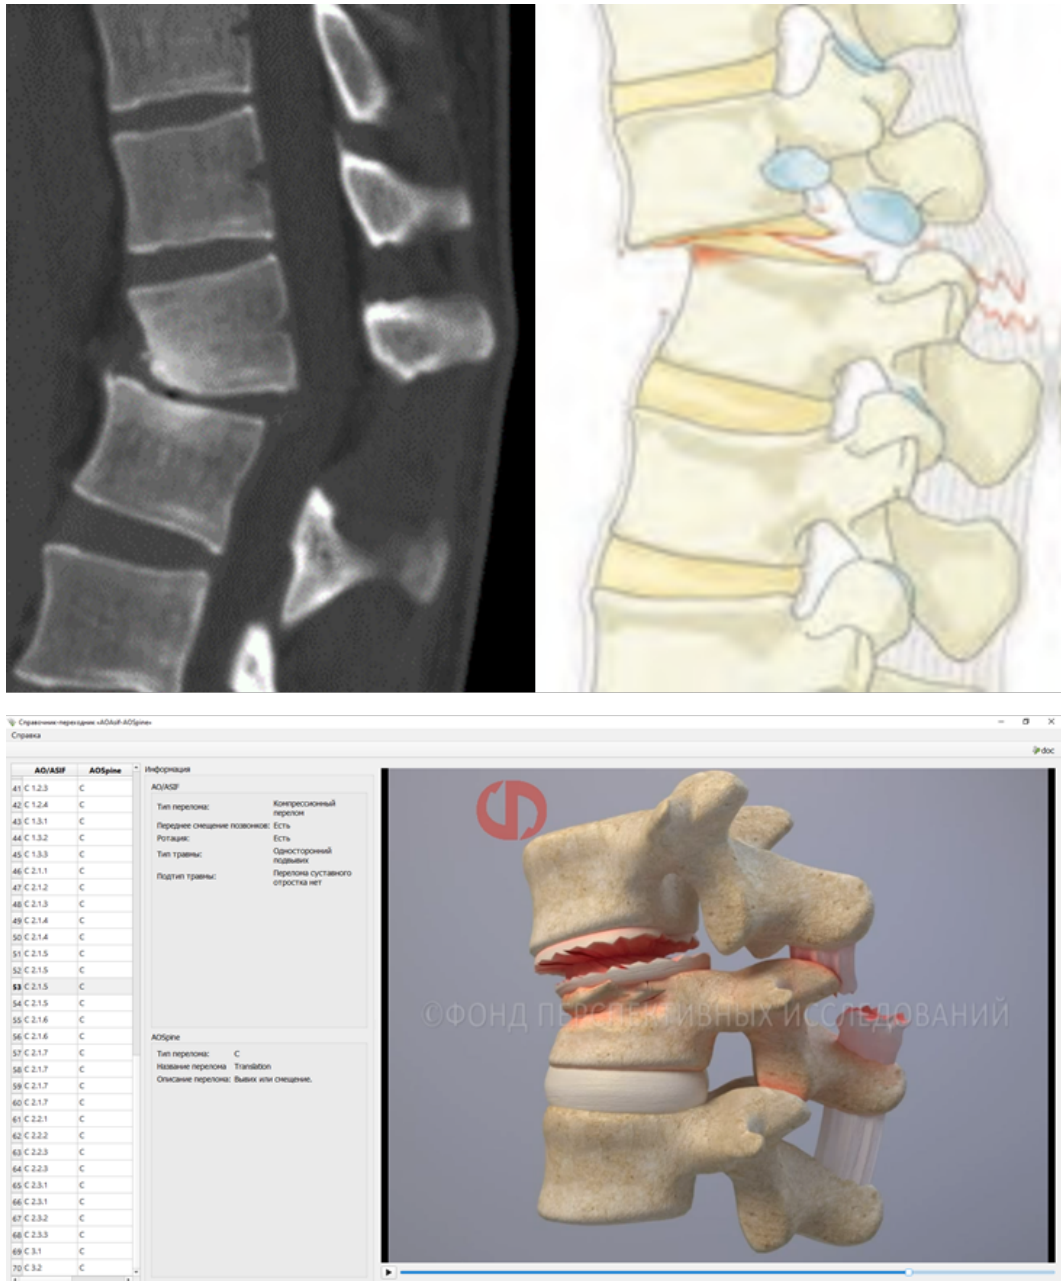 Справочник-переходник «AOAsif-AOSpine»
Справка
doc
AO/ASIF AOSpine
41 C 1.2.3 C
42 C 1.2.4 C
43 C 1.3.1 C
44 C 1.3.2 C
45 C 1.3.3 C
46 C 2.1.1 C
47 C 2.1.2 C
48 C 2.1.3 C
49 C 2.1.4 C
50 C 2.1.4 C
51 C 2.1.5 C
52 C 2.1.5 C
53 C 2.1.5 C
54 C 2.1.5 C
55 C 2.1.6 C
56 C 2.1.6 C
57 C 2.1.7 C
58 C 2.1.7 C
59 C 2.1.7 C
60 C 2.1.7 C
61 C 2.2.1 C
62 C 2.2.2 C
63 C 2.2.3 C
64 C 2.2.3 C
65 C 2.3.1 C
66 C 2.3.1 C
67 C 2.3.2 C
68 C 2.3.3 C
69 C 3.1 C
70 C 3.2 C
Информация
AO/ASIF
Тип перелома: Компрессионный
перелом
Переднее смещение позвонков: Есть
Ротация: Есть
Тип травмы: Односторонний
подвывих
Подтип травмы: Перелома суставного
отростка нет
AOSpine
Тип перелома: C
Название перелома Translation
Описание перелома: Вывих или смещение.
©ФОНД ПЕРСПЕКТИВНЫХ ИССЛЕДОВАНИЙ